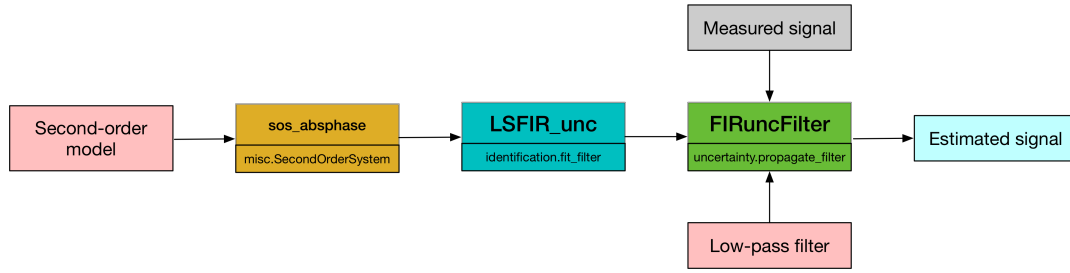 Measured signal
Second-order
model
sos_absphase
misc.SecondOrderSystem
LSFIR_unc
identification.fit_filter
FIRuncFilter
uncertainty.propagate_filter
Estimated signal
Low-pass filter